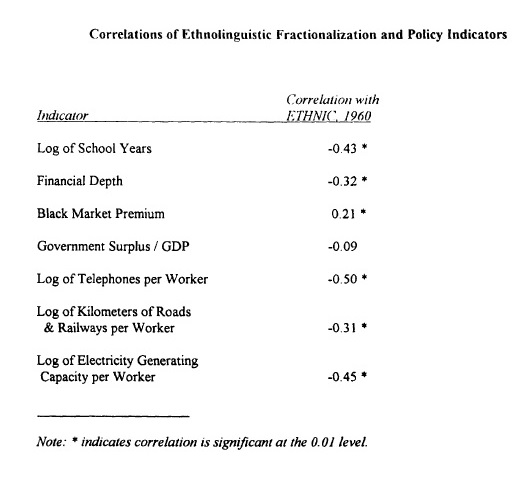 Correlations of Ethnolinguistic Fractionalization and Policy Indicators
Correlation with
Indicator ETHNIC, 1960
Log of School Years -0.43 *
Financial Depth -0.32 *
Black Market Premium 0.21 *
Government Surplus / GDP -0.09
Log of Telephones per Worker -0.50 *
Log of Kilometers of Roads
& Railways per Worker -0.31 *
Log of Electricity Generating
Capacity per Worker -0.45 *
Note: * indicates correlation is significant at the 0.01 level.